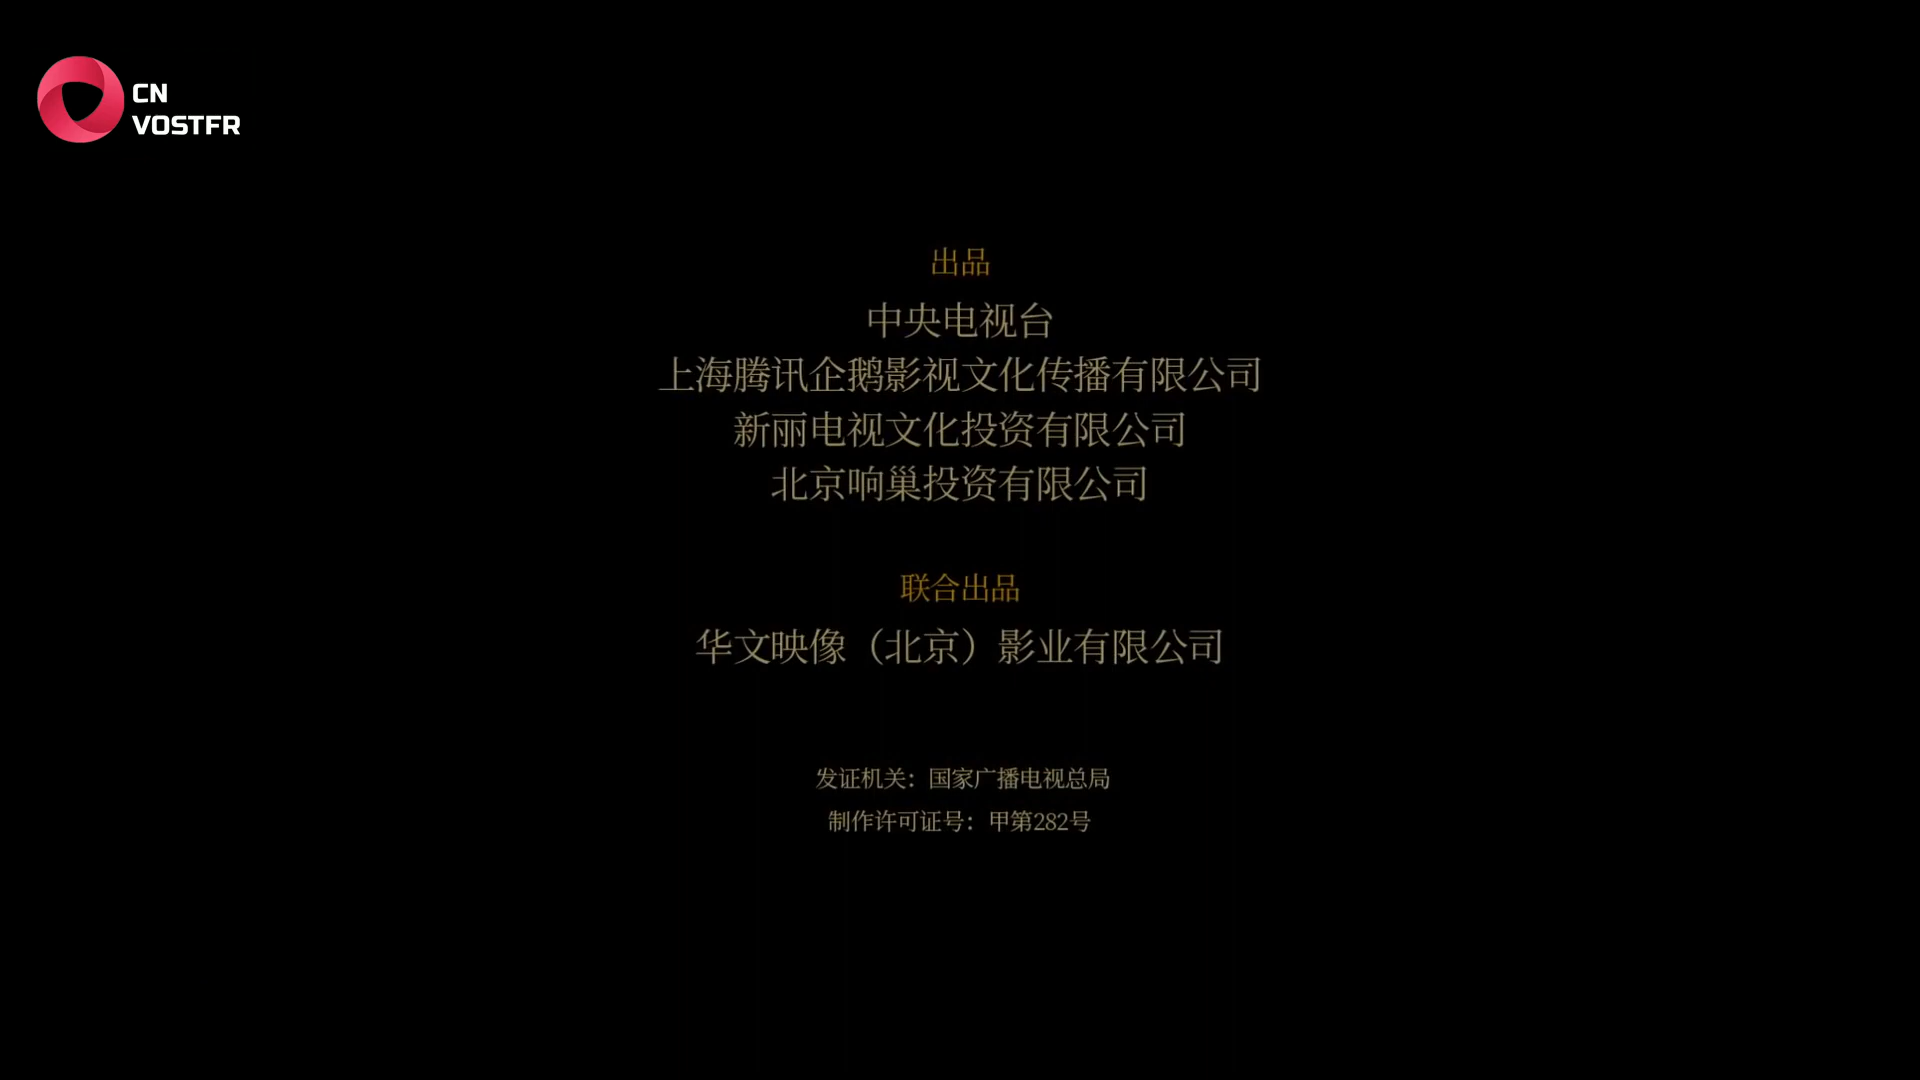 CN
VOSTFR
出品
中央电视台
上海腾讯企鹅影视文化传播有限公司
新丽电视文化投资有限公司
北京响巢投资有限公司
联合出品
华文映像（北京）影业有限公司
发证机关：国家广播电视总局
制作许可证号：甲第282号